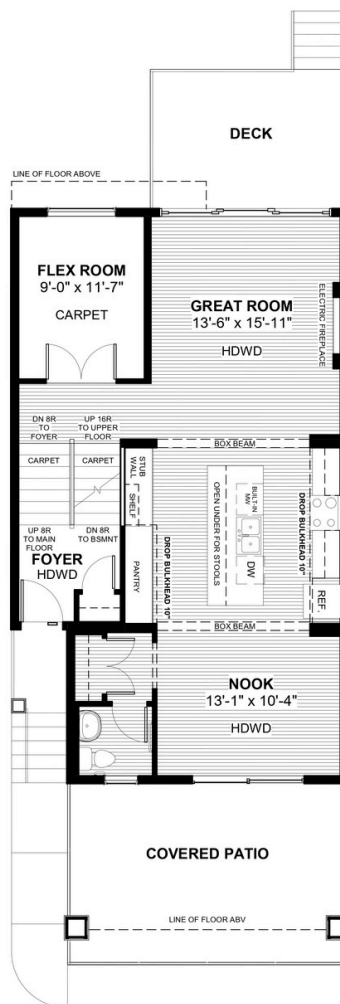 DECK
LINE OF FLOOR ABOVE
FLEX ROOM
9'-0" x 11'-7"
CARPET
GREAT ROOM
13'-6" x 15'-11"
HDWD
ELECTRIC FIREPLACE
DN 8R
TO
FOYER
UP 16R
TO UPPER
FLOOR
CARPET
CARPET
STUB
WALL
SHELF
BOX BEAM
OPEN UNDER FOR STOOLS
BUILT-IN
MW
DW
DROP BULKHEAD 10"
UP 8R
TO MAIN
FLOOR
DN 8R
TO BSMNT
FOYER
HDWD
PANTRY
DROP BULKHEAD 10"
REF.
BOX BEAM
NOOK
13'-1" x 10'-4"
HDWD
COVERED PATIO
LINE OF FLOOR ABV